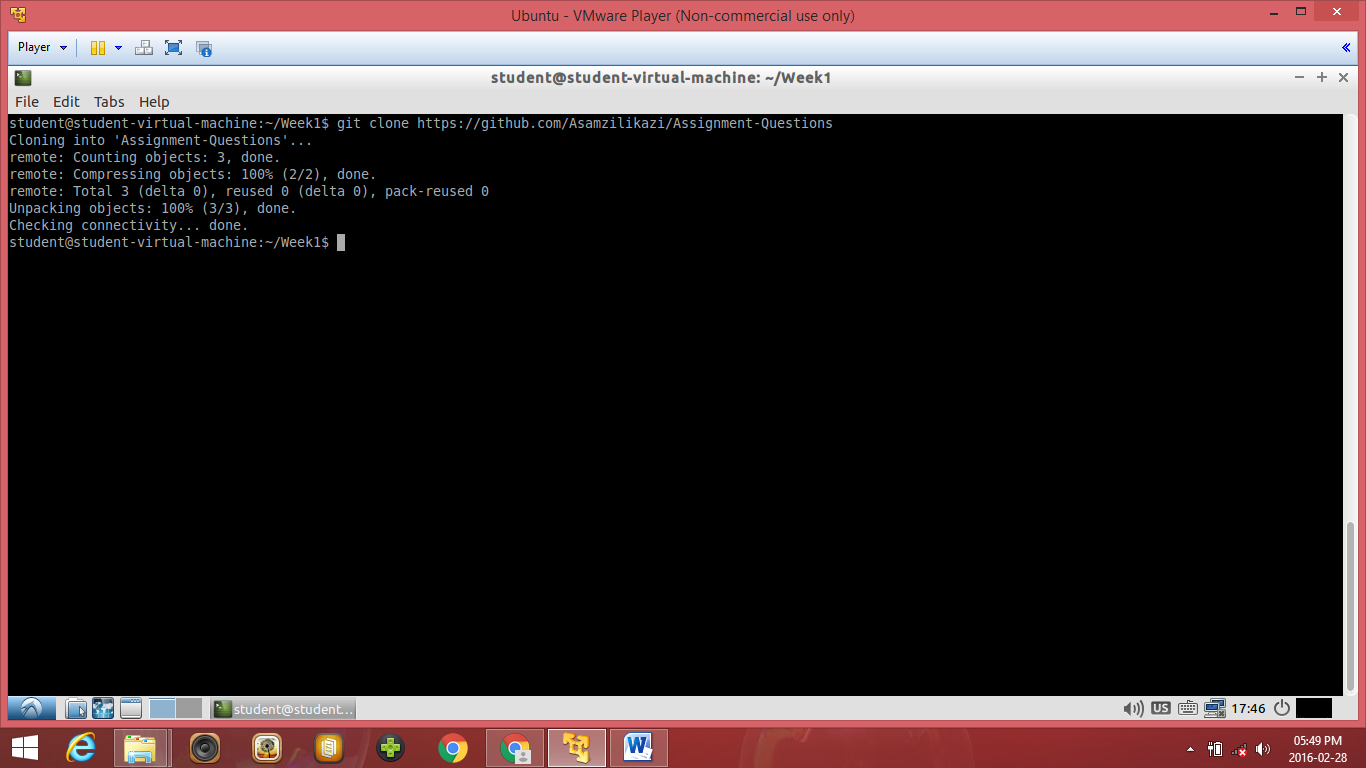 Ubuntu - VMware Player (Non-commercial use only)
Player
student@student-virtual-machine: ~/Week1
File Edit Tabs Help
student@student-virtual-machine:~/Week1$ git clone https://github.com/Asamzilikazi/Assignment-Questions
Cloning into 'Assignment-Questions'...
remote: Counting objects: 3, done.
remote: Compressing objects: 100% (2/2), done.
remote: Total 3 (delta 0), reused 0 (delta 0), pack-reused 0
Unpacking objects: 100% (3/3), done.
Checking connectivity... done.
student@student-virtual-machine:~/Week1$
student@student...
US
17:46
05:49 PM
2016-02-28